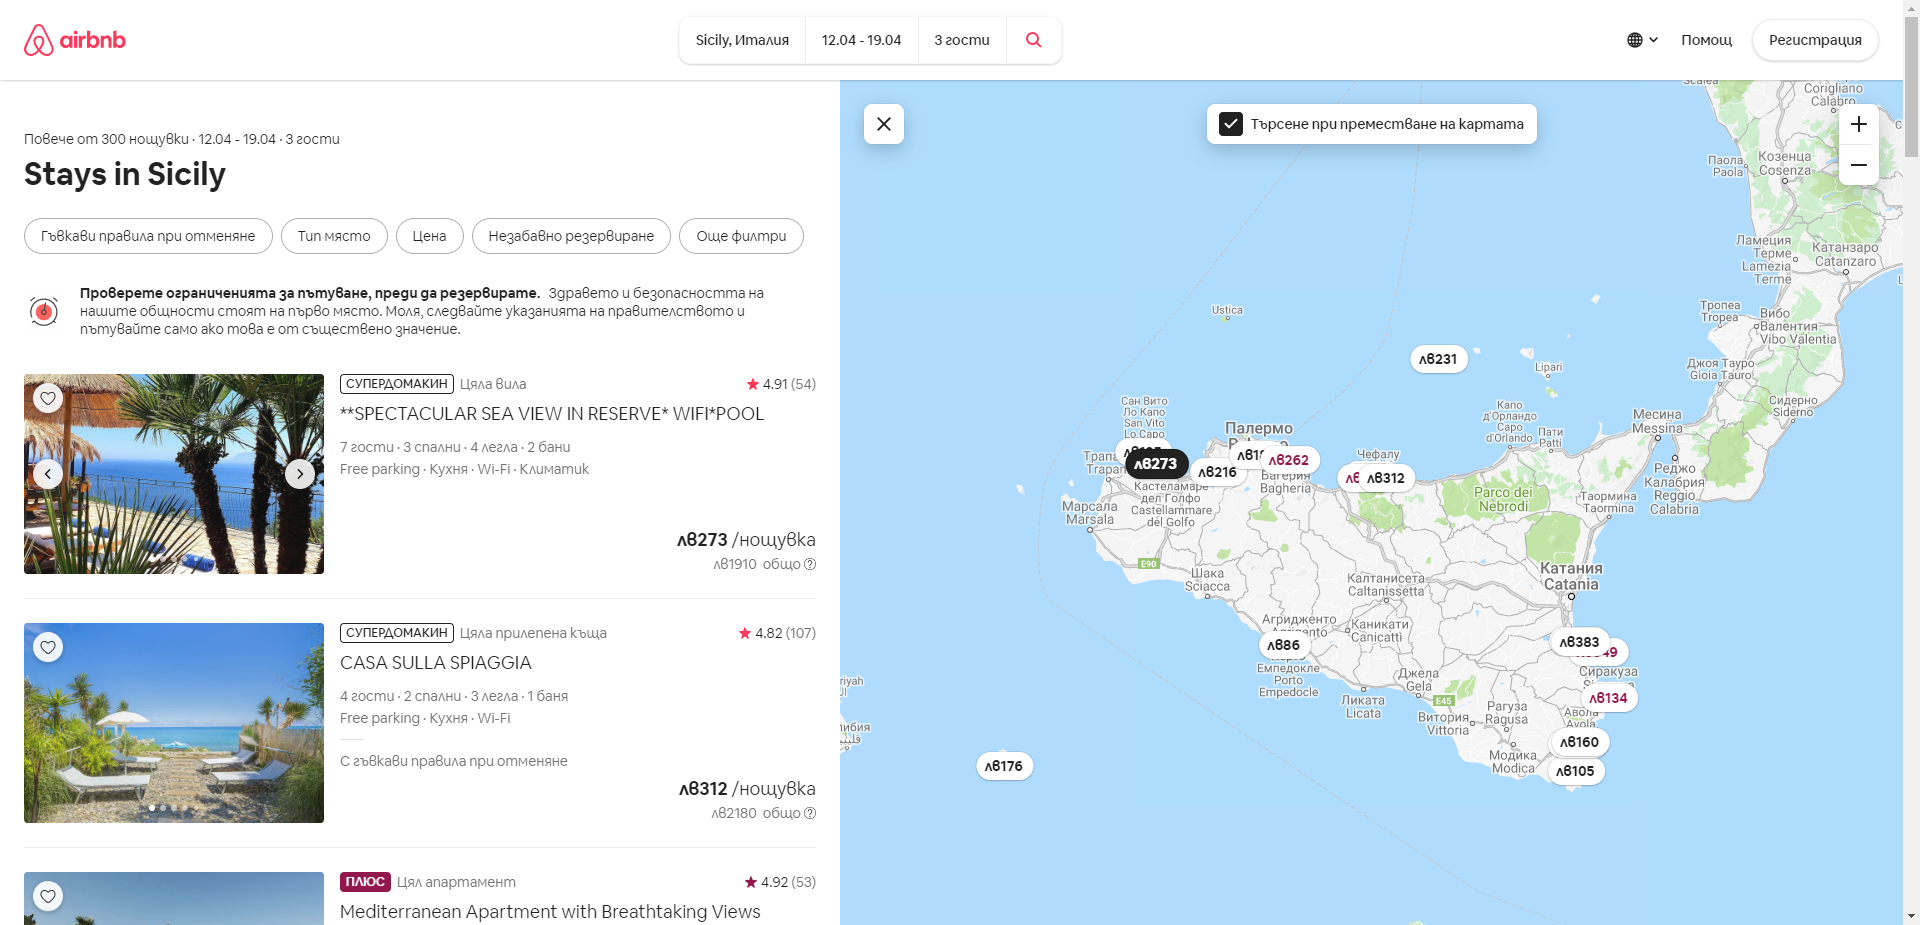 airbnb
Sicily, Италия
12.04 - 19.04
3 гости
Помощ
Регистрация
Повече от 300 нощувки · 12.04 - 19.04 · 3 гости
Stays in Sicily
Гъвкави правила при отменяне
Тип място
Цена
Незабавно резервиране
Още филтри
Проверете ограниченията за пътуване, преди да резервирате. Здравето и безопасността на
нашите общности стоят на първо място. Моля, следвайте указанията на правителството и
пътувайте само ако това е от съществено значение.
СУПЕРДОМАКИН Цяла вила
4.91 (54)
**SPECTACULAR SEA VIEW IN RESERVE* WIFI*POOL
7 гости · 3 спални · 4 легла · 2 бани
Free parking · Кухня · Wi-Fi · Климатик
лв273 /нощувка
лв1910 общо
СУПЕРДОМАКИН Цяла прилепена къща
4.82 (107)
CASA SULLA SPIAGGIA
4 гости · 2 спални · 3 легла · 1 баня
Free parking · Кухня · Wi-Fi
С гъвкави правила при отменяне
лв312 /нощувка
лв2180 общо
ПЛЮС Цял апартамент
4.92 (53)
Mediterranean Apartment with Breathtaking Views
Търсене при преместване на картата
Corigliano
Calabro
Паола
Paola
Козенца
Cosenza
Ламеция
Терме
Lamezia
Terme
Катанзаро
Catanzaro
Тропеа
Tropea
Вибо
Валентия
Vibo Valentia
Ustica
лв231
Lipari
Джоя Тауро
Gioia Tauro
Сидерно
Siderno
Сан Вито
Ло Капо
San Vito
Lo Capo
Капо
д'Орландо
Capo
d'Orlando
Пати
Patti
Месина
Messina
Палермо
лв273
лв216
лв262
Чефалу
лв312
Багерия
Bagheria
Реджо
Калабрия
Reggio
Calabria
Кастеламаре
дел Голфо
Castellammare
del Golfo
Марсала
Marsala
Parco dei
Nebrodi
Таормина
Taormina
E90
Шака
Sciacca
Калтанисета
Caltanissetta
Катания
Catania
Агридженто
Каникати
Canicattì
лв86
Емпедокле
Porto
Empedocle
лв383
Сиракуза
Джела
Gela
E45
лв134
Ликата
Licata
Витория
Vittoria
Рагуза
Ragusa
Авола
Avola
лв160
Модика
Modica
лв105
лв176